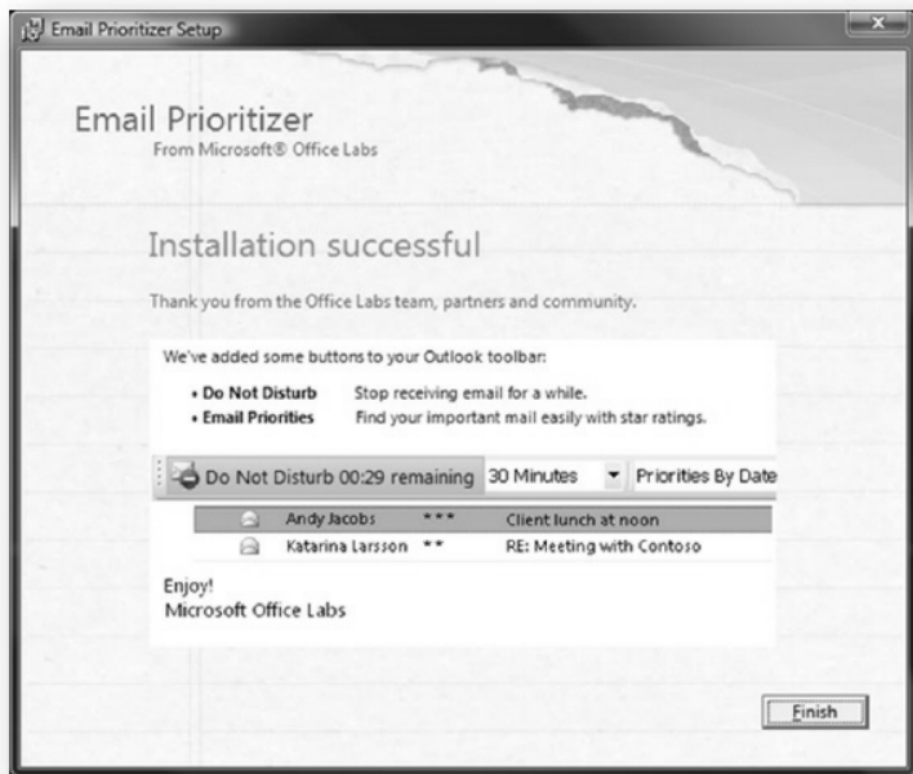 Email Prioritizer Setup
Email Prioritizer
From Microsoft® Office Labs
Installation successful
Thank you from the Office Labs team, partners and community.
We've added some buttons to your Outlook toolbar:
• Do Not Disturb Stop receiving email for a while.
• Email Priorities Find your important mail easily with star ratings.
Do Not Disturb 00:29 remaining 30 Minutes Priorities By Date
Andy Jacobs *** Client lunch at noon
Katarina Larsson ** RE: Meeting with Contoso
Enjoy!
Microsoft Office Labs
Finish